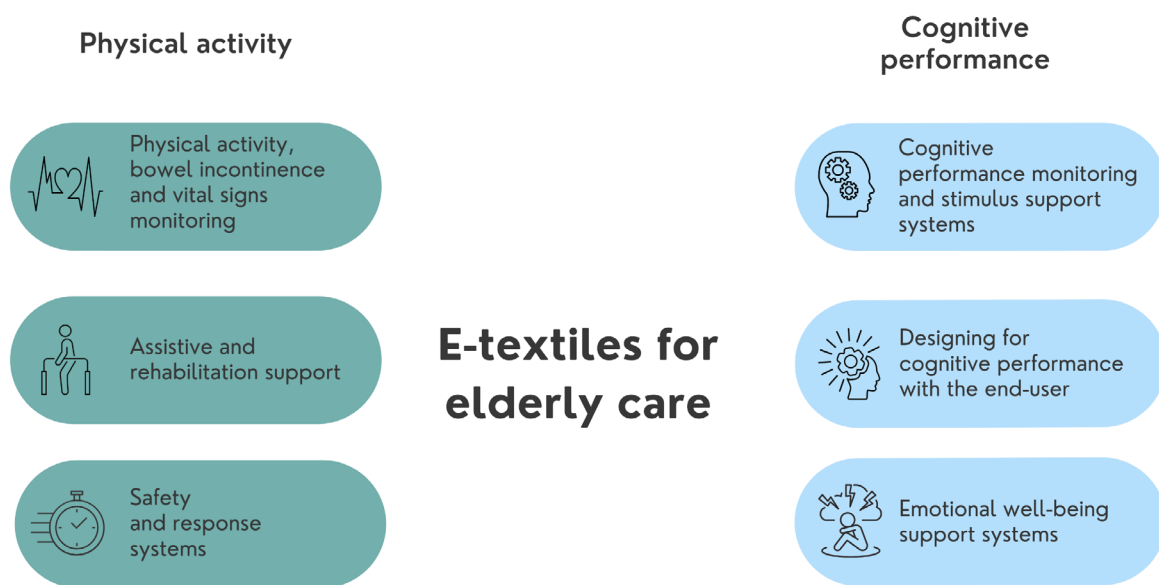 Physical activity
Physical activity,
bowel incontinence
and vital signs
monitoring
Assistive and
rehabilitation support
Safety
and response
systems
E-textiles for
elderly care
Cognitive
performance
Cognitive
performance monitoring
and stimulus support
systems
Designing for
cognitive performance
with the end-user
Emotional well-being
support systems